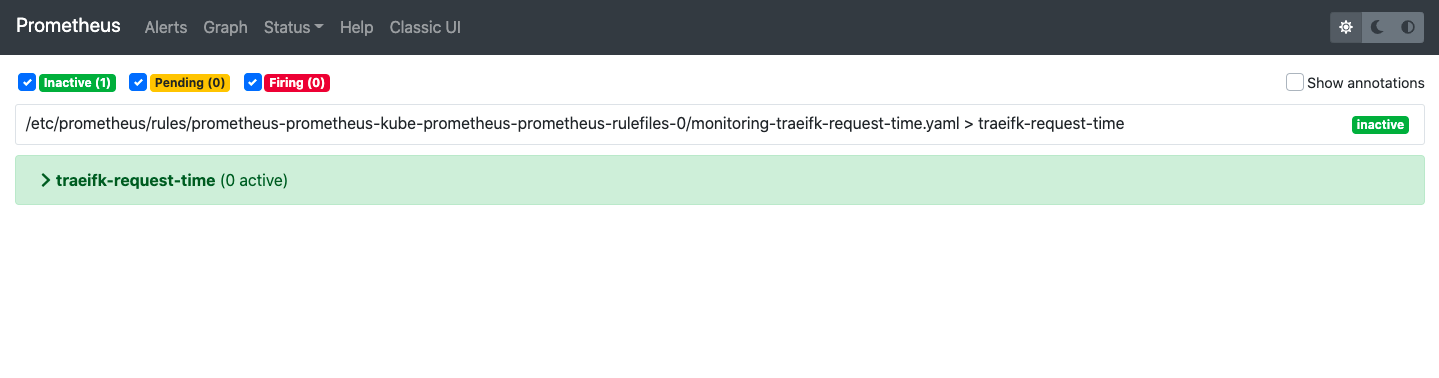 Prometheus Alerts Graph Status Help Classic UI
Inactive (1) Pending (0) Firing (0) Show annotations
/etc/prometheus/rules/prometheus-prometheus-kube-prometheus-prometheus-rulefiles-0/monitoring-traeifk-request-time.yaml > traeifk-request-time inactive
traeifk-request-time (0 active)